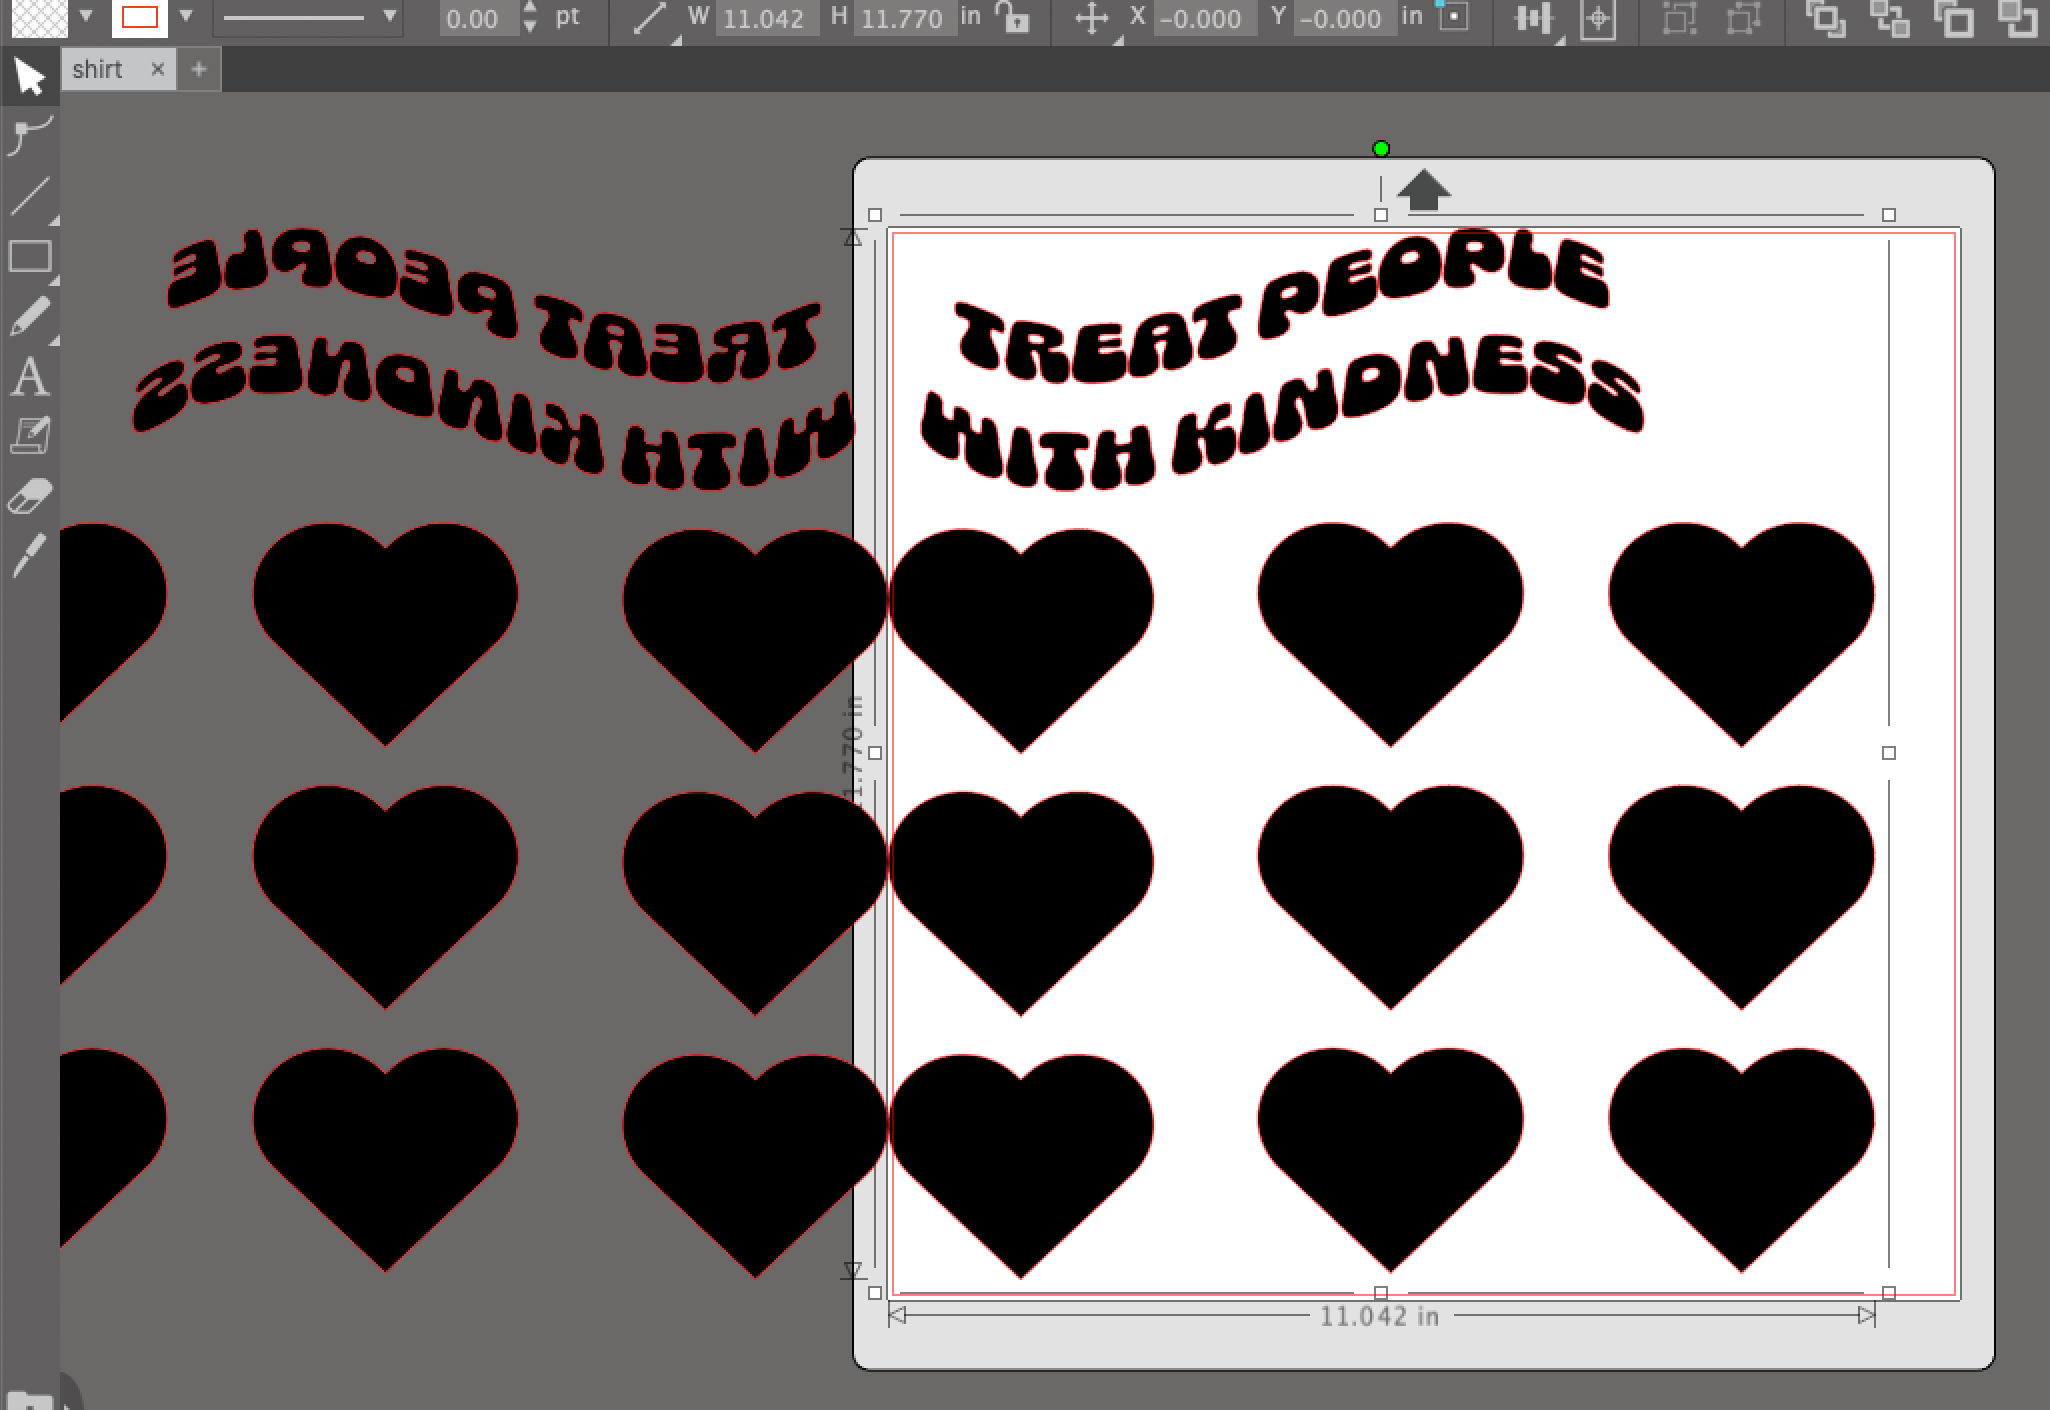 0.00 pt W 11.042 H 11.770 in X -0.000 Y -0.000 in
shirt × +
A
TREAT PEOPLE
WITH KINDNESS
TREAT PEOPLE
WITH KINDNESS
11.770 in
11.042 in